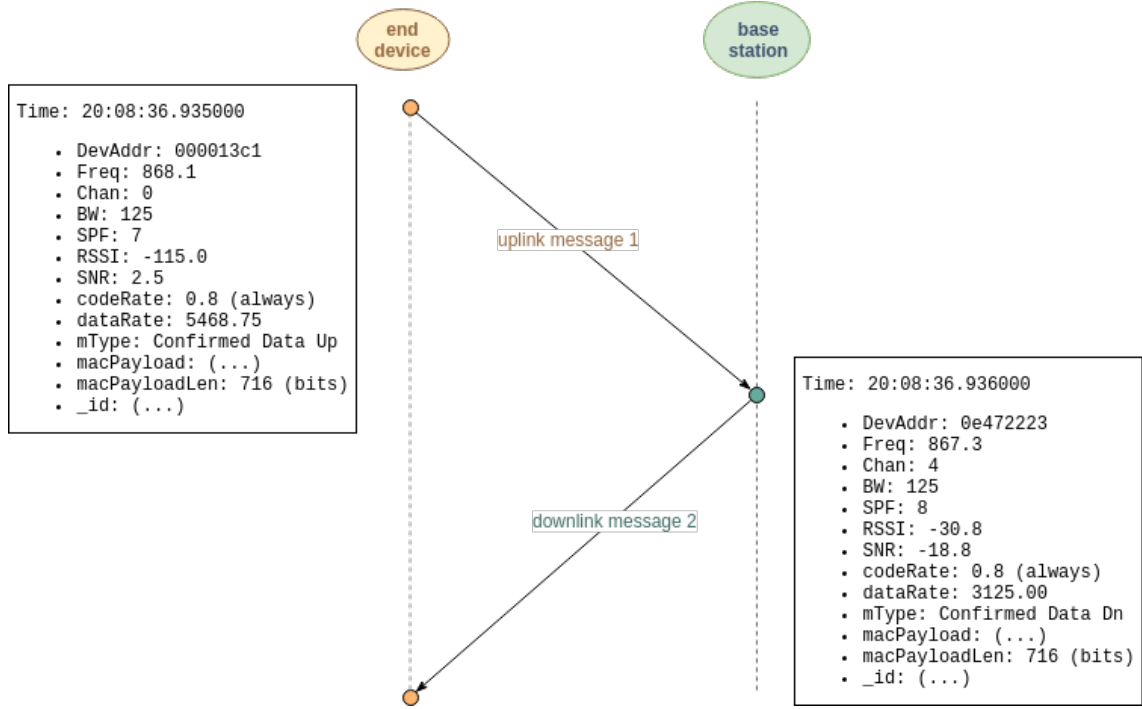 end
device
base
station
Time: 20:08:36.935000
• DevAddr: 000013c1
• Freq: 868.1
• Chan: 0
• BW: 125
• SPF: 7
• RSSI: -115.0
• SNR: 2.5
• codeRate: 0.8 (always)
• dataRate: 5468.75
• mType: Confirmed Data Up
• macPayload: (...)
• macPayloadLen: 716 (bits)
• _id: (...)
uplink message 1
Time: 20:08:36.936000
• DevAddr: 0e472223
• Freq: 867.3
• Chan: 4
• BW: 125
• SPF: 8
• RSSI: -30.8
• SNR: -18.8
• codeRate: 0.8 (always)
• dataRate: 3125.00
• mType: Confirmed Data Dn
• macPayload: (...)
• macPayloadLen: 716 (bits)
• _id: (...)
downlink message 2